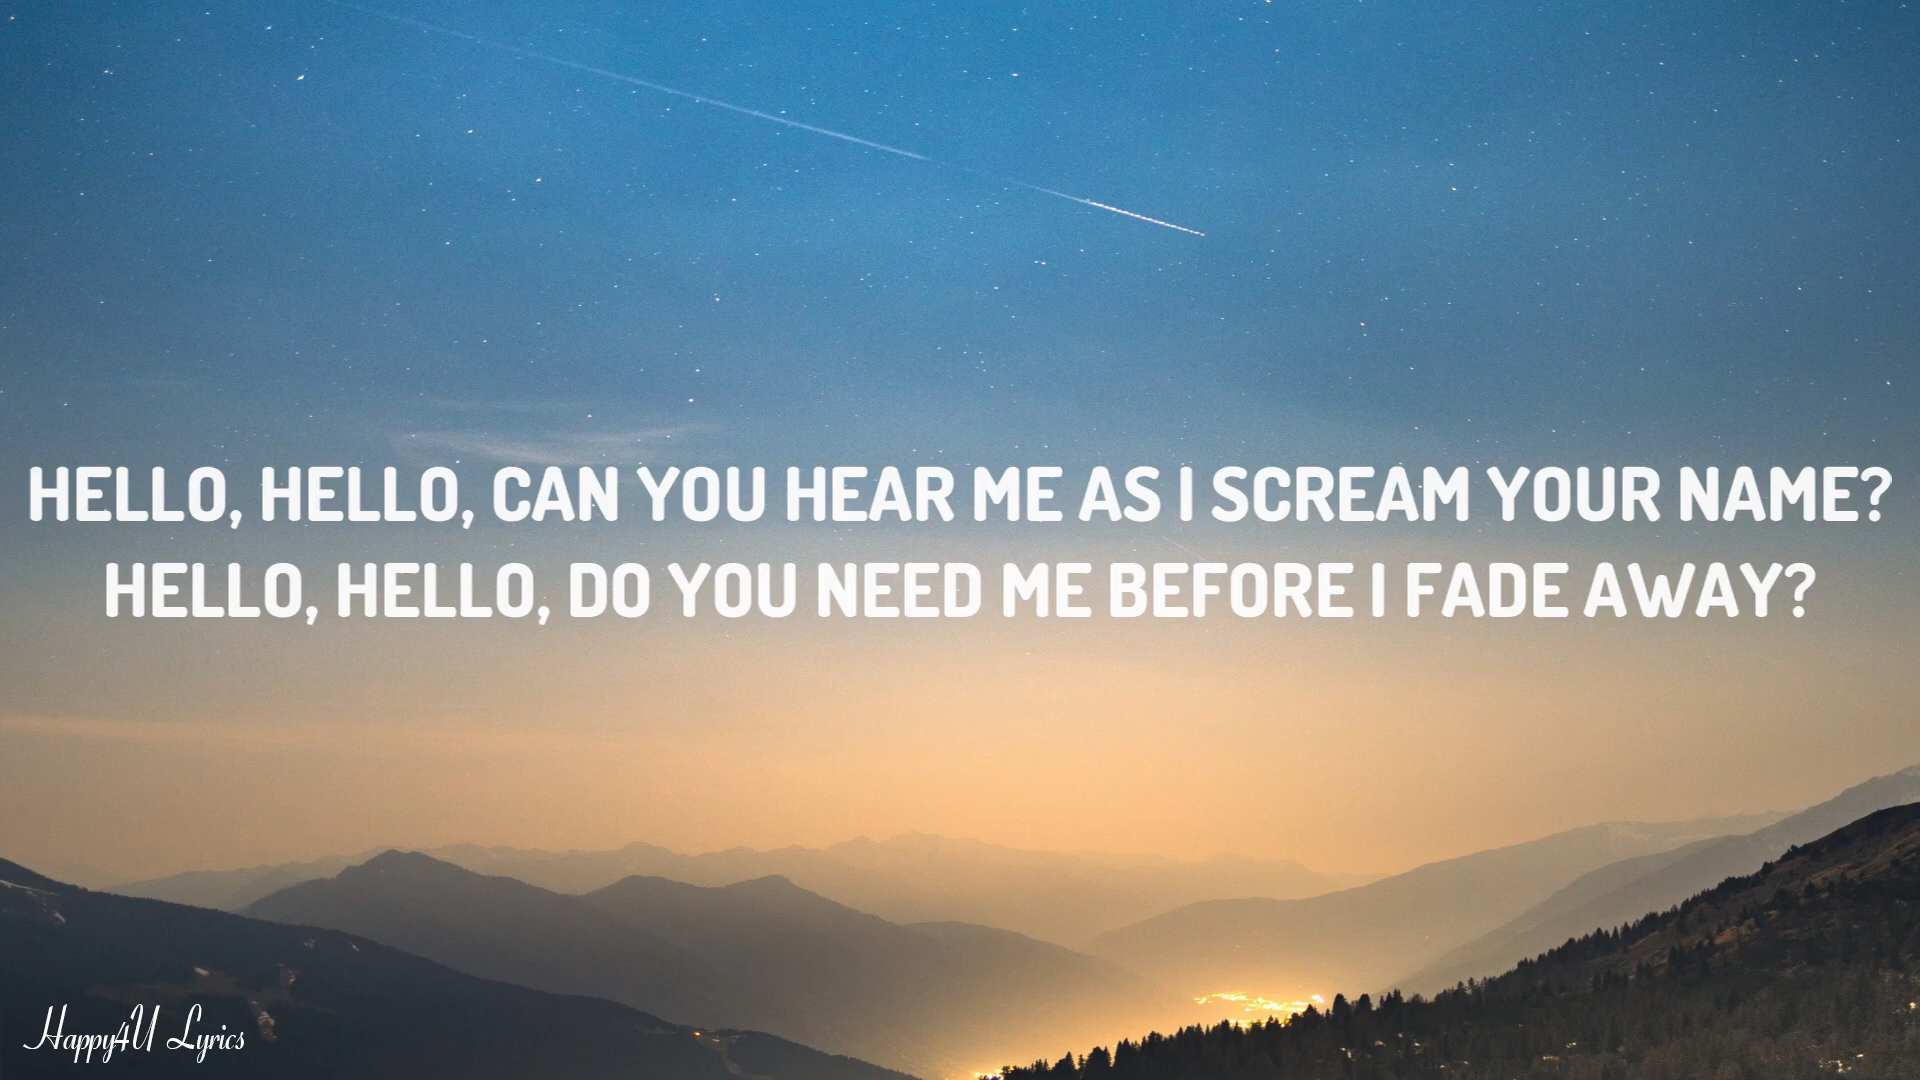 HELLO, HELLO, CAN YOU HEAR ME AS I SCREAM YOUR NAME?
HELLO, HELLO, DO YOU NEED ME BEFORE I FADE AWAY?
Happy4U Lyrics